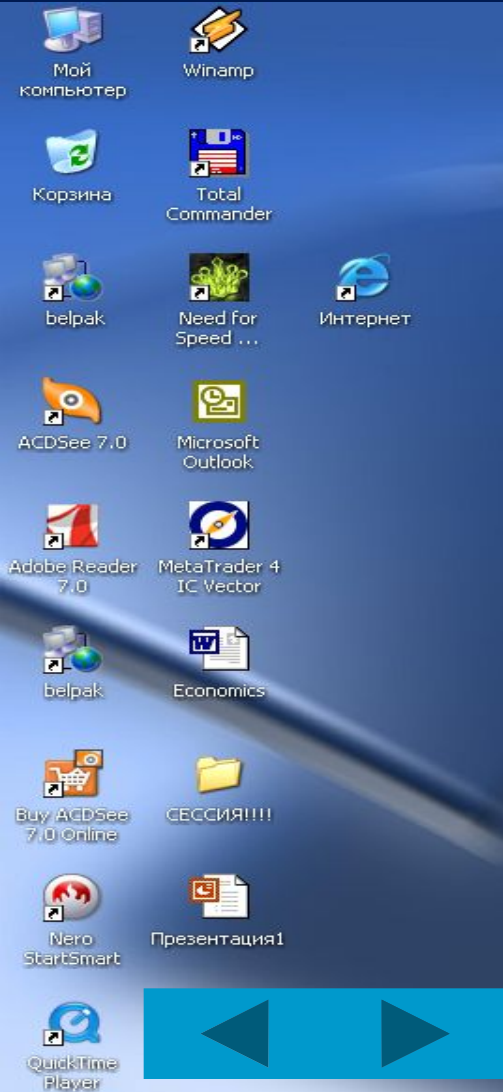 Мой
компьютер
Winamp
Корзина
Total
Commander
belpak
Need for
Speed ...
Интернет
ACDSee 7.0
Microsoft
Outlook
Adobe Reader
7.0
MetaTrader 4
IC Vector
belpak
Economics
Buy ACDSee
7.0 Online
СЕССИЯ!!!!
Nero
StartSmart
Презентация1
QuickTime
Player